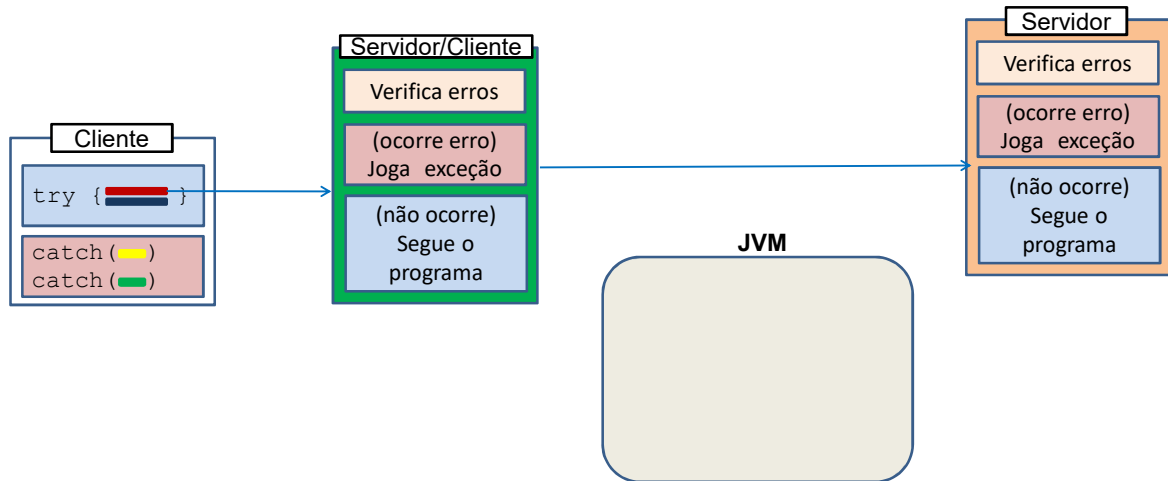 Cliente
try { }
catch( )
catch( )
Servidor/Cliente
Verifica erros
(ocorre erro)
Joga exceção
(não ocorre)
Segue o
programa
JVM
Servidor
Verifica erros
(ocorre erro)
Joga exceção
(não ocorre)
Segue o
programa